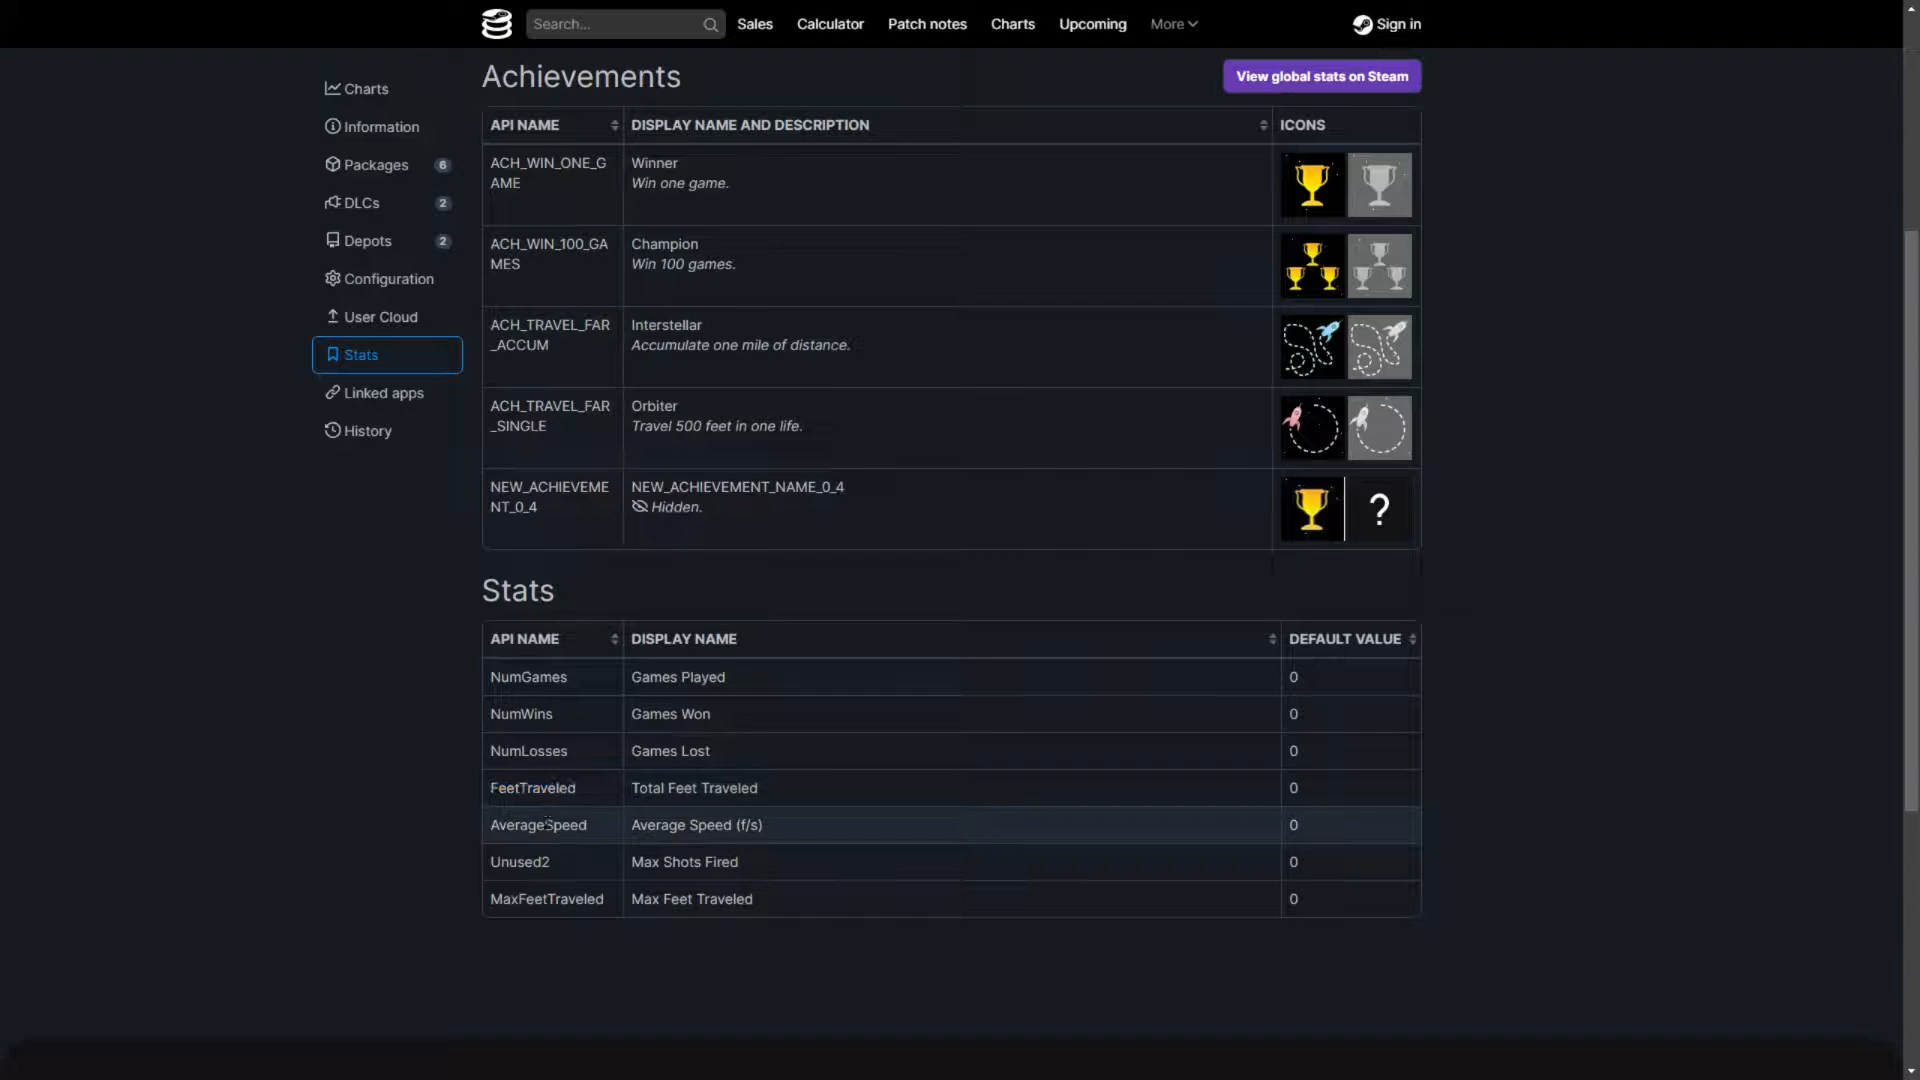 Search...
Sales
Calculator
Patch notes
Charts
Upcoming
More
Sign in
Charts
Information
Packages 6
DLCs 2
Depots 2
Configuration
User Cloud
Stats
Linked apps
History
Achievements
View global stats on Steam
API NAME
DISPLAY NAME AND DESCRIPTION
ICONS
ACH_WIN_ONE_G
AME
Winner
Win one game.
ACH_WIN_100_GA
MES
Champion
Win 100 games.
ACH_TRAVEL_FAR
_ACCUM
Interstellar
Accumulate one mile of distance.
ACH_TRAVEL_FAR
_SINGLE
Orbiter
Travel 500 feet in one life.
NEW_ACHIEVEME
NT_0_4
NEW_ACHIEVEMENT_NAME_0_4
Hidden.
?
Stats
API NAME
DISPLAY NAME
DEFAULT VALUE
NumGames
Games Played
0
NumWins
Games Won
0
NumLosses
Games Lost
0
FeetTraveled
Total Feet Traveled
0
AverageSpeed
Average Speed (f/s)
0
Unused2
Max Shots Fired
0
MaxFeetTraveled
Max Feet Traveled
0